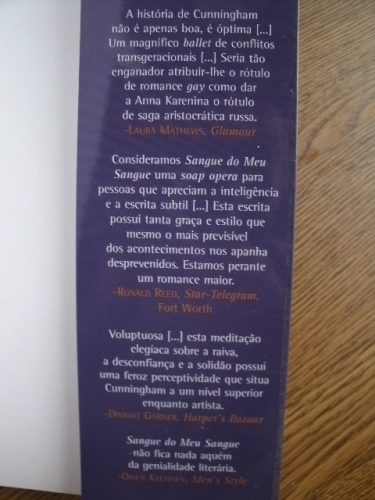 A história de Cunningham
não é apenas boa, é óptima [...]
Um magnífico ballet de conflitos
transgeracionais [...] Seria tão
enganador atribuir-lhe o rótulo
de romance gay como dar
a Anna Karenina o rótulo
de saga aristocrática russa.
-LAURA MATHEWS, Glamour
Consideramos Sangue do Meu
Sangue uma soap opera para
pessoas que apreciam a inteligência
e a escrita subtil [...] Esta escrita
possui tanta graça e estilo que
mesmo o mais previsível
dos acontecimentos nos apanha
desprevenidos. Estamos perante
um romance maior.
-RONALD REED, Star-Telegram,
Fort Worth
Voluptuosa [...] esta meditação
elegíaca sobre a raiva,
a desconfiança e a solidão possui
uma feroz perceptividade que situa
Cunningham a um nível superior
enquanto artista.
-DWIGHT GARNER, Harper's Bazaar
Sangue do Meu Sangue
não fica nada aquém
da genialidade literária.
-OWEN KEEHNEN, Men's Style